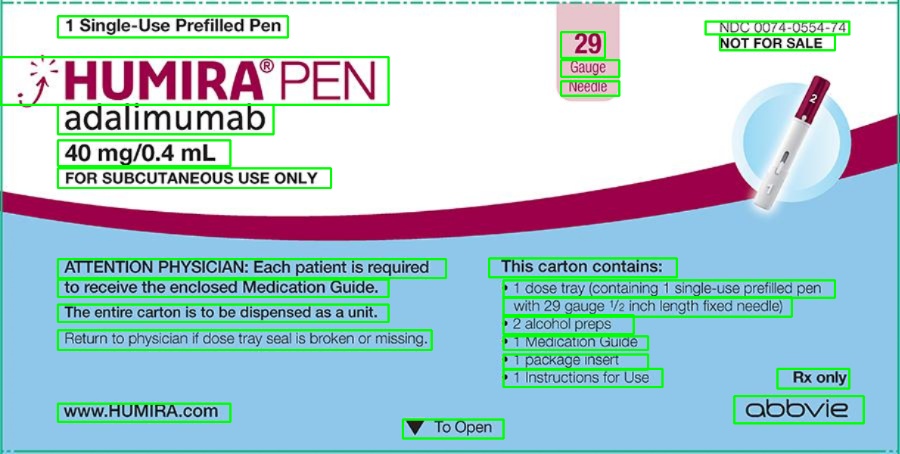 1 Single-Use Prefilled Pen
HUMIRA® PEN
adalimumab
40 mg/0.4 mL
FOR SUBCUTANEOUS USE ONLY
29
Gauge
Needle
NDC 0074-0554-74
NOT FOR SALE
2
1
ATTENTION PHYSICIAN: Each patient is required
to receive the enclosed Medication Guide.
The entire carton is to be dispensed as a unit.
Return to physician if dose tray seal is broken or missing.
www.HUMIRA.com
This carton contains:
• 1 dose tray (containing 1 single-use prefilled pen
with 29 gauge 1/2 inch length fixed needle)
• 2 alcohol preps
• 1 Medication Guide
• 1 package insert
• 1 Instructions for Use
Rx only
abbvie
▼ To Open